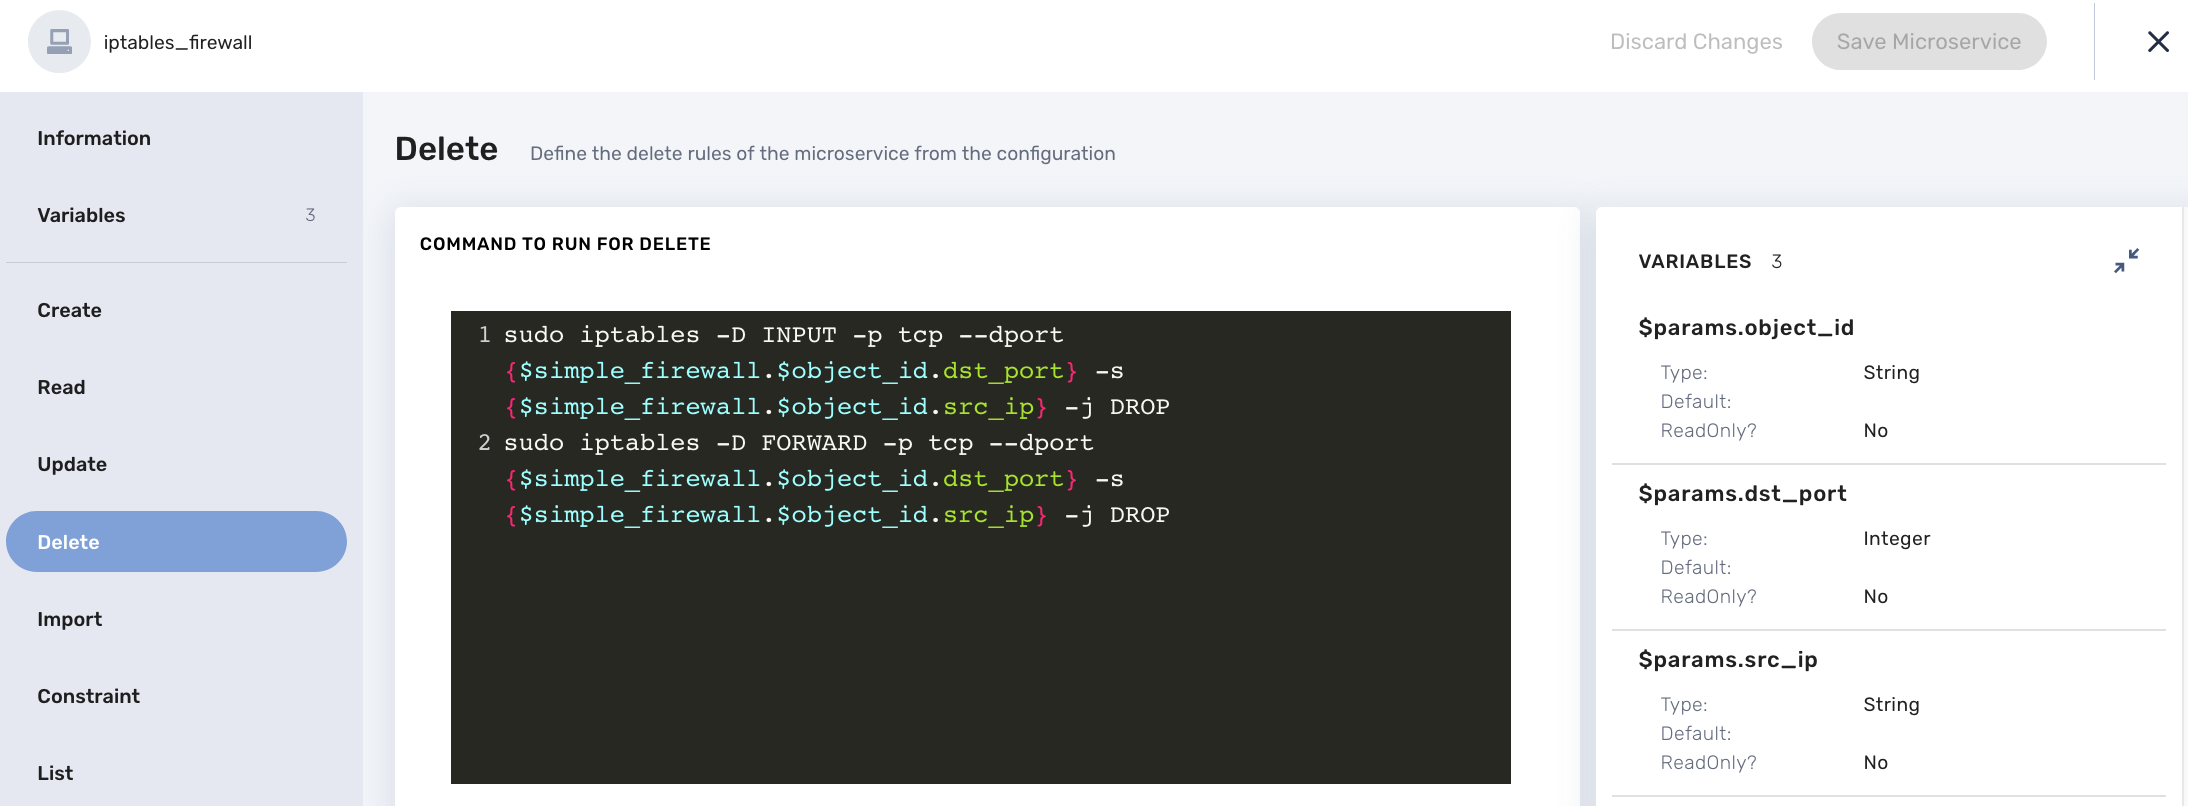 iptables_firewall
Discard Changes
Save Microservice
Information
Variables 3
Create
Read
Update
Delete
Import
Constraint
List
Delete
Define the delete rules of the microservice from the configuration
COMMAND TO RUN FOR DELETE
1 sudo iptables -D INPUT -p tcp --dport
{$simple_firewall.$object_id.dst_port} -s
{$simple_firewall.$object_id.src_ip} -j DROP
2 sudo iptables -D FORWARD -p tcp --dport
{$simple_firewall.$object_id.dst_port} -s
{$simple_firewall.$object_id.src_ip} -j DROP
VARIABLES 3
$params.object_id
Type: String
Default:
ReadOnly? No
$params.dst_port
Type: Integer
Default:
ReadOnly? No
$params.src_ip
Type: String
Default:
ReadOnly? No